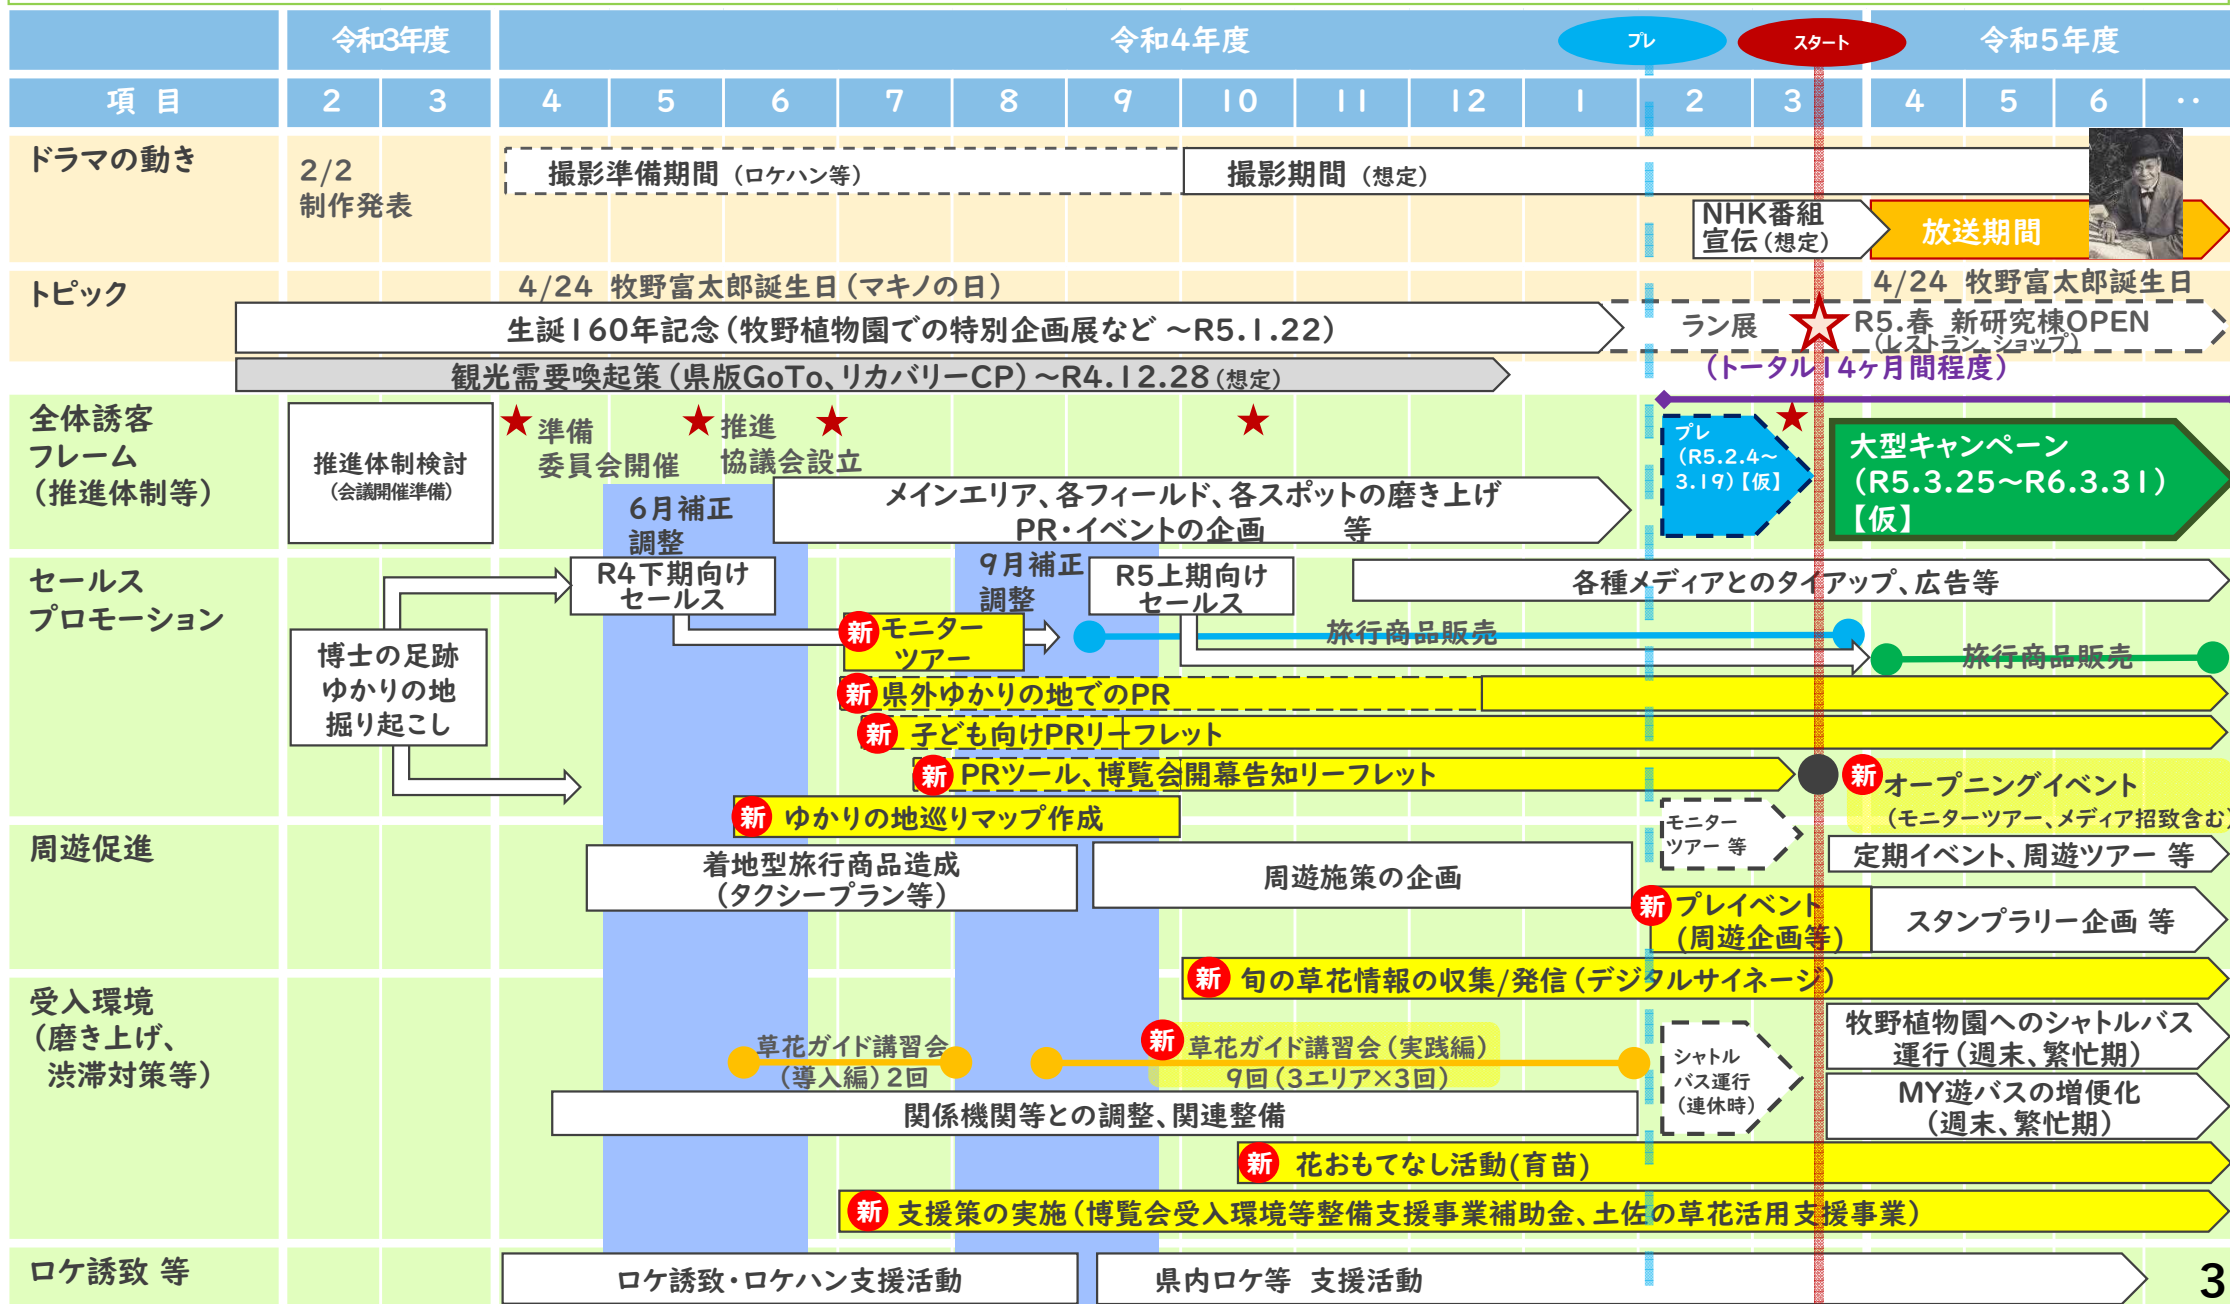 令和3年度
令和4年度
プレ
スタート
令和5年度
項 目
2
3
4
5
6
7
8
9
10
11
12
1
2
3
4
5
6
‥
ドラマの動き
2/2
制作発表
撮影準備期間（ロケハン等）
撮影期間（想定）
NHK番組
宣伝（想定）
放送期間
トピック
4/24 牧野富太郎誕生日（マキノの日）
4/24 牧野富太郎誕生日
生誕160年記念（牧野植物園での特別企画展など ～R5.1.22）
ラン展
R5.春 新研究棟OPEN
（レストラン、ショップ）
観光需要喚起策（県版GoTo、リカバリーCP）～R4.12.28（想定）
（トータル14ヶ月間程度）
全体誘客
フレーム
（推進体制等）
推進体制検討
（会議開催準備）
準備
委員会開催
推進
協議会設立
6月補正
調整
メインエリア、各フィールド、各スポットの磨き上げ
PR・イベントの企画 等
プレ
（R5.2.4～
3.19）【仮】
大型キャンペーン
（R5.3.25～R6.3.31）
【仮】
セールス
プロモーション
博士の足跡
ゆかりの地
掘り起こし
R4下期向け
セールス
9月補正
調整
R5上期向け
セールス
各種メディアとのタイアップ、広告等
新 モニター
ツアー
旅行商品販売
旅行商品販売
新 県外ゆかりの地でのPR
新 子ども向けPRリーフレット
新 PRツール、博覧会開幕告知リーフレット
新 オープニングイベント
（モニターツアー、メディア招致含む）
新 ゆかりの地巡りマップ作成
周遊促進
着地型旅行商品造成
（タクシープラン等）
周遊施策の企画
モニター
ツアー 等
定期イベント、周遊ツアー 等
新 プレイベント
（周遊企画等）
スタンプラリー企画 等
受入環境
（磨き上げ、
渋滞対策等）
新 旬の草花情報の収集/発信（デジタルサイネージ）
草花ガイド講習会
（導入編）2回
新 草花ガイド講習会（実践編）
9回（3エリア×3回）
シャトル
バス運行
（連休時）
牧野植物園へのシャトルバス
運行（週末、繁忙期）
MY遊バスの増便化
（週末、繁忙期）
関係機関等との調整、関連整備
新 花おもてなし活動(育苗)
新 支援策の実施（博覧会受入環境等整備支援事業補助金、土佐の草花活用支援事業）
ロケ誘致 等
ロケ誘致・ロケハン支援活動
県内ロケ等 支援活動
3